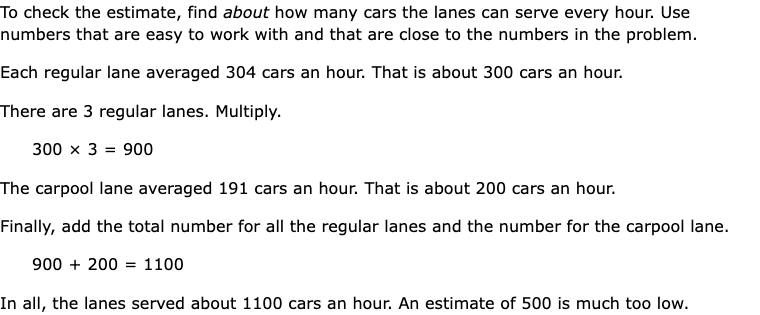 To check the estimate, find about how many cars the lanes can serve every hour. Use
numbers that are easy to work with and that are close to the numbers in the problem.
Each regular lane averaged 304 cars an hour. That is about 300 cars an hour.
There are 3 regular lanes. Multiply.
300 × 3 = 900
The carpool lane averaged 191 cars an hour. That is about 200 cars an hour.
Finally, add the total number for all the regular lanes and the number for the carpool lane.
900 + 200 = 1100
In all, the lanes served about 1100 cars an hour. An estimate of 500 is much too low.